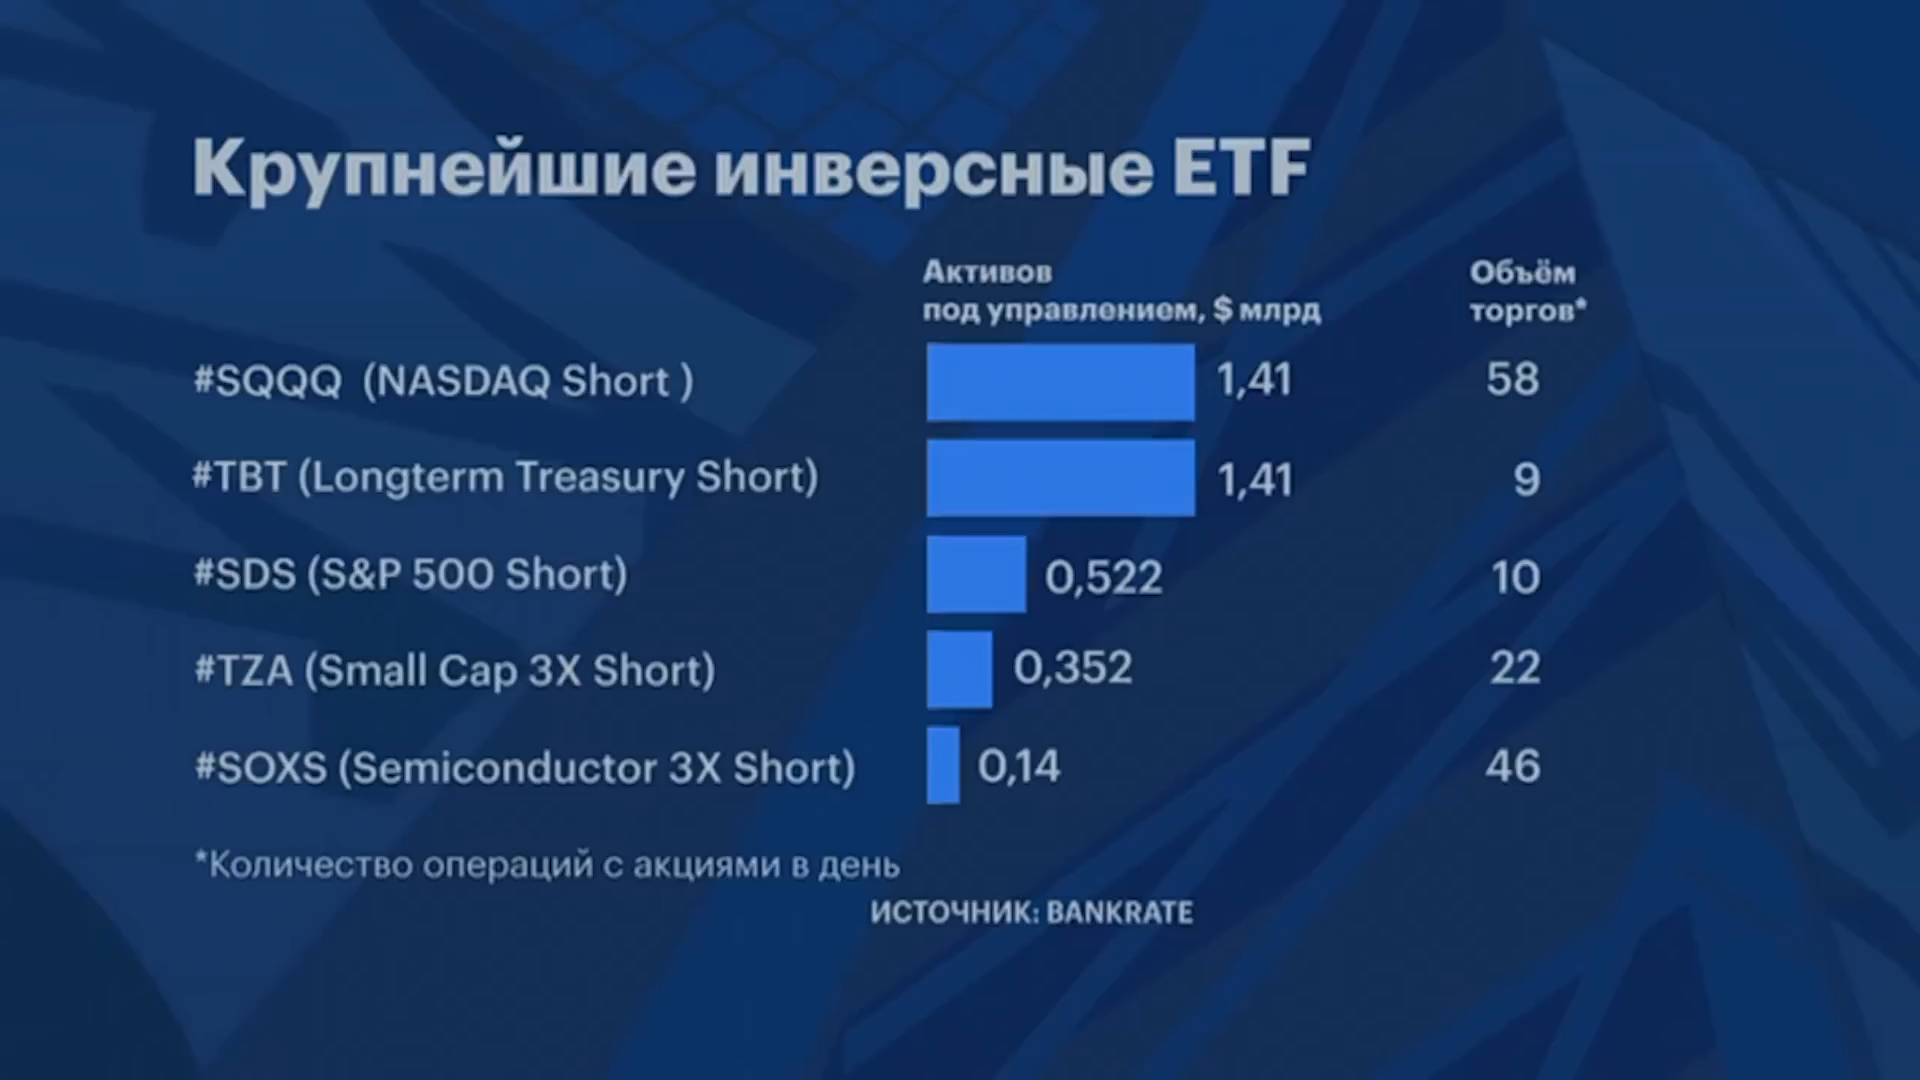 Крупнейшие инверсные ETF
Активов
под управлением, $ млрд
Объём
торгов*
#SQQQ (NASDAQ Short ) 1,41 58
#TBT (Longterm Treasury Short) 1,41 9
#SDS (S&P 500 Short) 0,522 10
#TZA (Small Cap 3X Short) 0,352 22
#SOXS (Semiconductor 3X Short) 0,14 46
*Количество операций с акциями в день
ИСТОЧНИК: BANKRATE